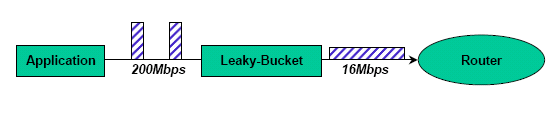 Application
200Mbps
Leaky-Bucket
16Mbps
Router